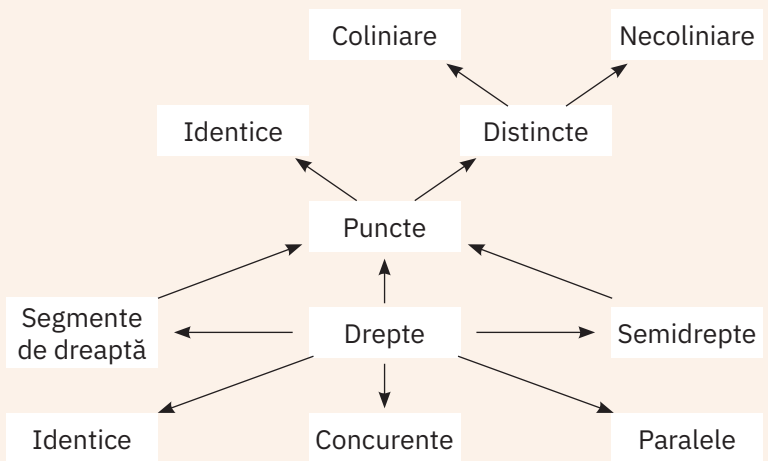 Coliniare
Necoliniare
Identice
Distincte
Puncte
Segmente
de dreaptă
Drepte
Semidrepte
Identice
Concurente
Paralele